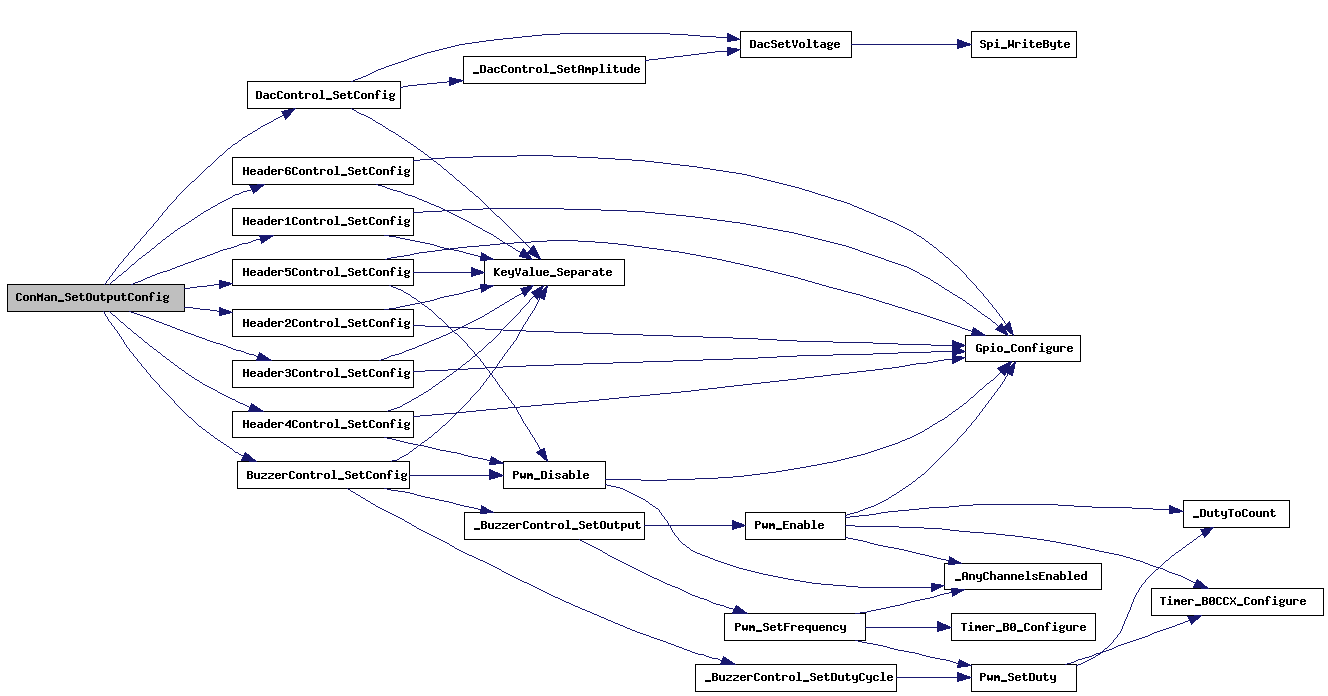 DacSetVoltage
Spi_WriteByte
_DacControl_SetAmplitude
DacControl_SetConfig
Header6Control_SetConfig
Header1Control_SetConfig
Header5Control_SetConfig
KeyValue_Separate
ConMan_SetOutputConfig
Header2Control_SetConfig
Gpio_Configure
Header3Control_SetConfig
Header4Control_SetConfig
BuzzerControl_SetConfig
Pwm_Disable
_BuzzerControl_SetOutput
Pwm_Enable
_DutyToCount
_AnyChannelsEnabled
Timer_B0CCX_Configure
Pwm_SetFrequency
Timer_B0_Configure
_BuzzerControl_SetDutyCycle
Pwm_SetDuty